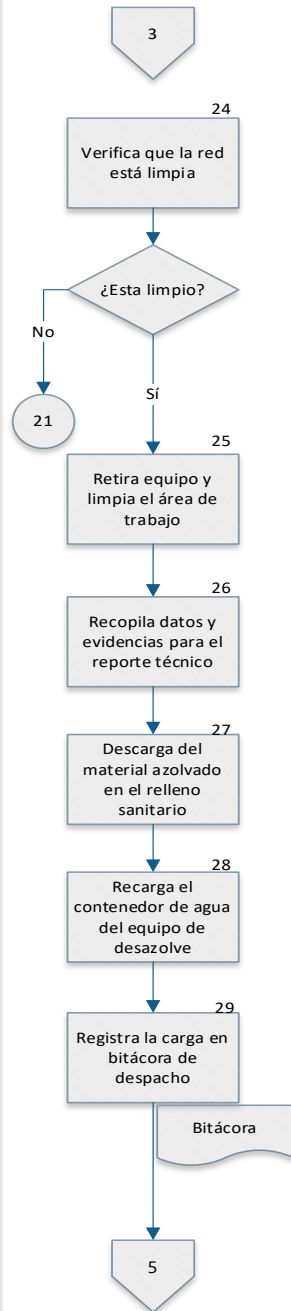 3
24
Verifica que la red
está limpia
¿Esta limpio?
No
Sí
21
25
Retira equipo y
limpia el área de
trabajo
26
Recopila datos y
evidencias para el
reporte técnico
27
Descarga del
material azolvado
en el relleno
sanitario
28
Recarga el
contenedor de agua
del equipo de
desazolve
29
Registra la carga en
bitácora de
despacho
Bitácora
5